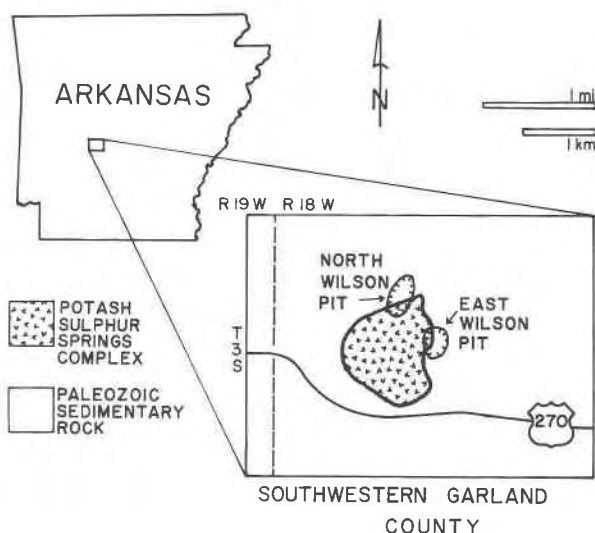 ARKANSAS
N
1 mi
1 km
R 19 W R 18 W
NORTH
WILSON
PIT
EAST
WILSON
PIT
T
3
S
270
POTASH
SULPHUR
SPRINGS
COMPLEX
PALEOZOIC
SEDIMENTARY
ROCK
SOUTHWESTERN GARLAND
COUNTY